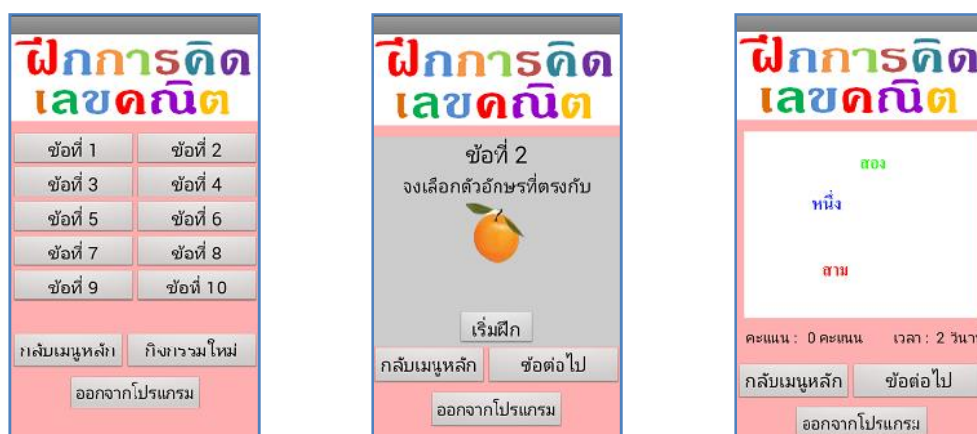 ฝึกการคิด
เลขคณิต
ข้อที่ 1 ข้อที่ 2
ข้อที่ 3 ข้อที่ 4
ข้อที่ 5 ข้อที่ 6
ข้อที่ 7 ข้อที่ 8
ข้อที่ 9 ข้อที่ 10
กลับเมนูหลัก กิจกรรมใหม่
ออกจากโปรแกรม
ฝึกการคิด
เลขคณิต
ข้อที่ 2
จงเลือกตัวอักษรที่ตรงกับ
เริ่มฝึก
กลับเมนูหลัก ข้อต่อไป
ออกจากโปรแกรม
ฝึกการคิด
เลขคณิต
สอง
หนึ่ง
สาม
คะแนน : 0 คะแนน เวลา : 2 วินา
กลับเมนูหลัก ข้อต่อไป
ออกจากโปรแกรม